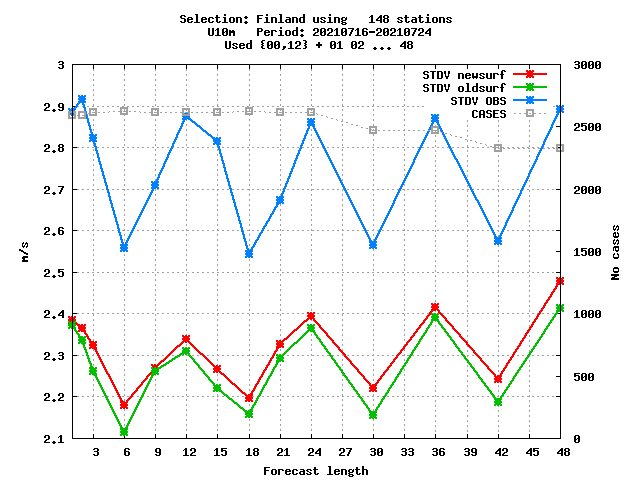 Selection: Finland using   148 stations
U10m   Period: 20210716-20210724
Used {00,12} + 01 02 ... 48
STDV newsurf
STDV oldsurf
STDV OBS
CASES
3
2.9
2.8
2.7
2.6
2.5
2.4
2.3
2.2
2.1
m/s
3000
2500
2000
1500
1000
500
0
No cases
3 6 9 12 15 18 21 24 27 30 33 36 39 42 45 48
Forecast length